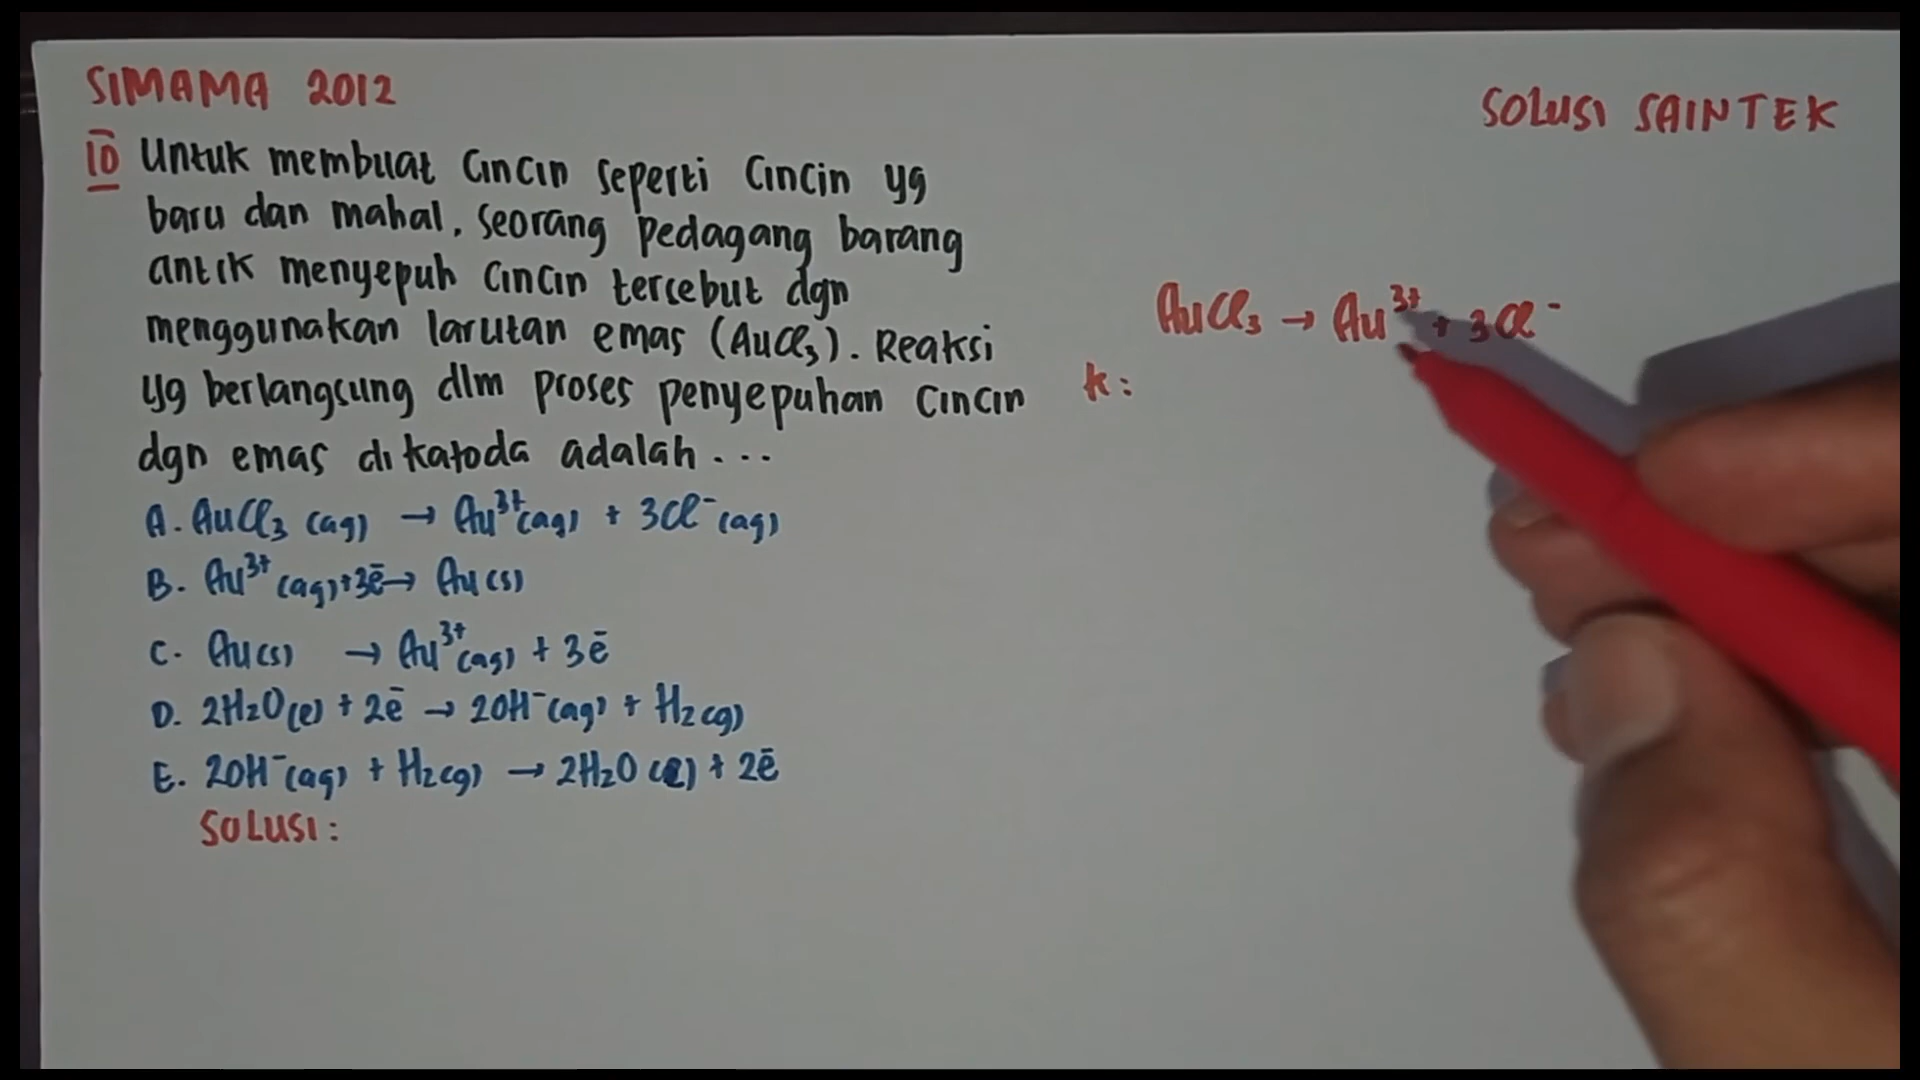 SIMAMA 2012
SOLUSI SAINTEK
10 Untuk membuat Cincin seperti Cincin yg
baru dan mahal, seorang pedagang barang
antik menyepuh Cincin tersebut dgn
menggunakan larutan emas (AuCl₃). Reaksi
yg berlangsung dlm proses penyepuhan Cincin
dgn emas di katoda adalah ...
A. AuCl₃ (aq) → Au³⁺(aq) + 3Cl⁻(aq)
B. Au³⁺(aq)+3ē → Au(s)
C. Au(s) → Au³⁺(aq) + 3ē
D. 2H₂O(l) + 2ē → 2OH⁻(aq) + H₂(g)
E. 2OH⁻(aq) + H₂(g) → 2H₂O(l) + 2ē
SOLUSI:
AuCl₃ → Au³⁺ + 3Cl⁻
K: